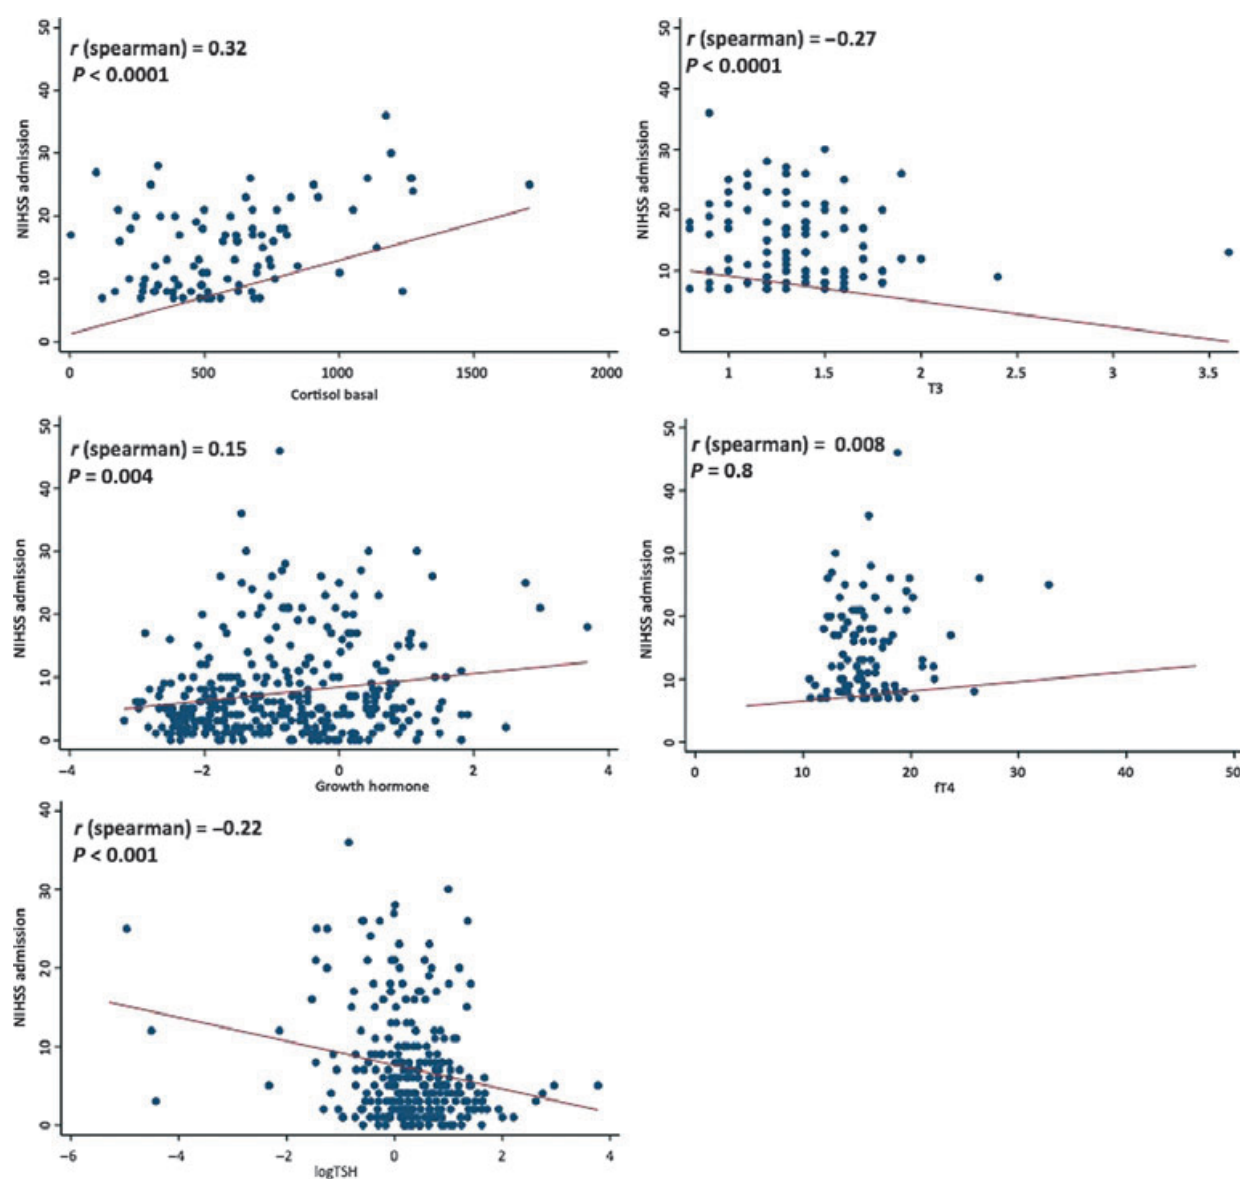 r (spearman) = 0.32
P < 0.0001
NIHSS admission
50
40
30
20
10
0
0 500 1000 1500 2000
Cortisol basal
r (spearman) = −0.27
P < 0.0001
NIHSS admission
50
40
30
20
10
0
1 1.5 2 2.5 3 3.5
T3
r (spearman) = 0.15
P = 0.004
NIHSS admission
50
40
30
20
10
0
−4 −2 0 2 4
Growth hormone
r (spearman) = 0.008
P = 0.8
NIHSS admission
50
40
30
20
10
0
0 10 20 30 40 50
fT4
r (spearman) = −0.22
P < 0.001
NIHSS admission
40
30
20
10
0
−6 −4 −2 0 2 4
logTSH